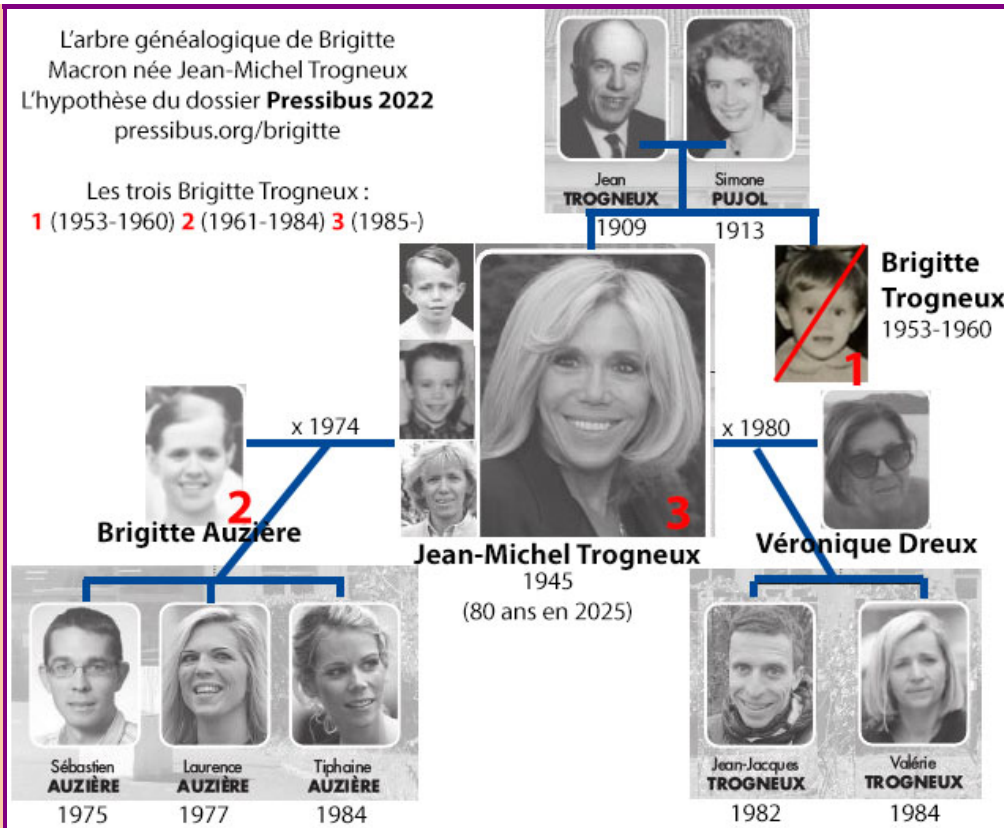 L'arbre généalogique de Brigitte
Macron née Jean-Michel Trogneux
L'hypothèse du dossier Pressibus 2022
pressibus.org/brigitte
Les trois Brigitte Trogneux :
1 (1953-1960) 2 (1961-1984) 3 (1985-)
Jean
TROGNEUX
1909
Simone
PUJOL
1913
Brigitte
Trogneux
1953-1960
1
x 1974
x 1980
2
Brigitte Auzière
3
Jean-Michel Trogneux
1945
(80 ans en 2025)
Véronique Dreux
Sébastien
AUZIÈRE
1975
Laurence
AUZIÈRE
1977
Tiphaine
AUZIÈRE
1984
Jean-Jacques
TROGNEUX
1982
Valérie
TROGNEUX
1984